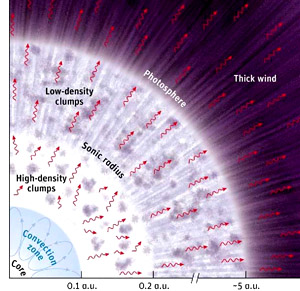 Photosphere
Thick wind
Low-density
clumps
Sonic radius
High-density
clumps
Convection
zone
Core
0.1 a.u.
0.2 a.u.
~5 a.u.